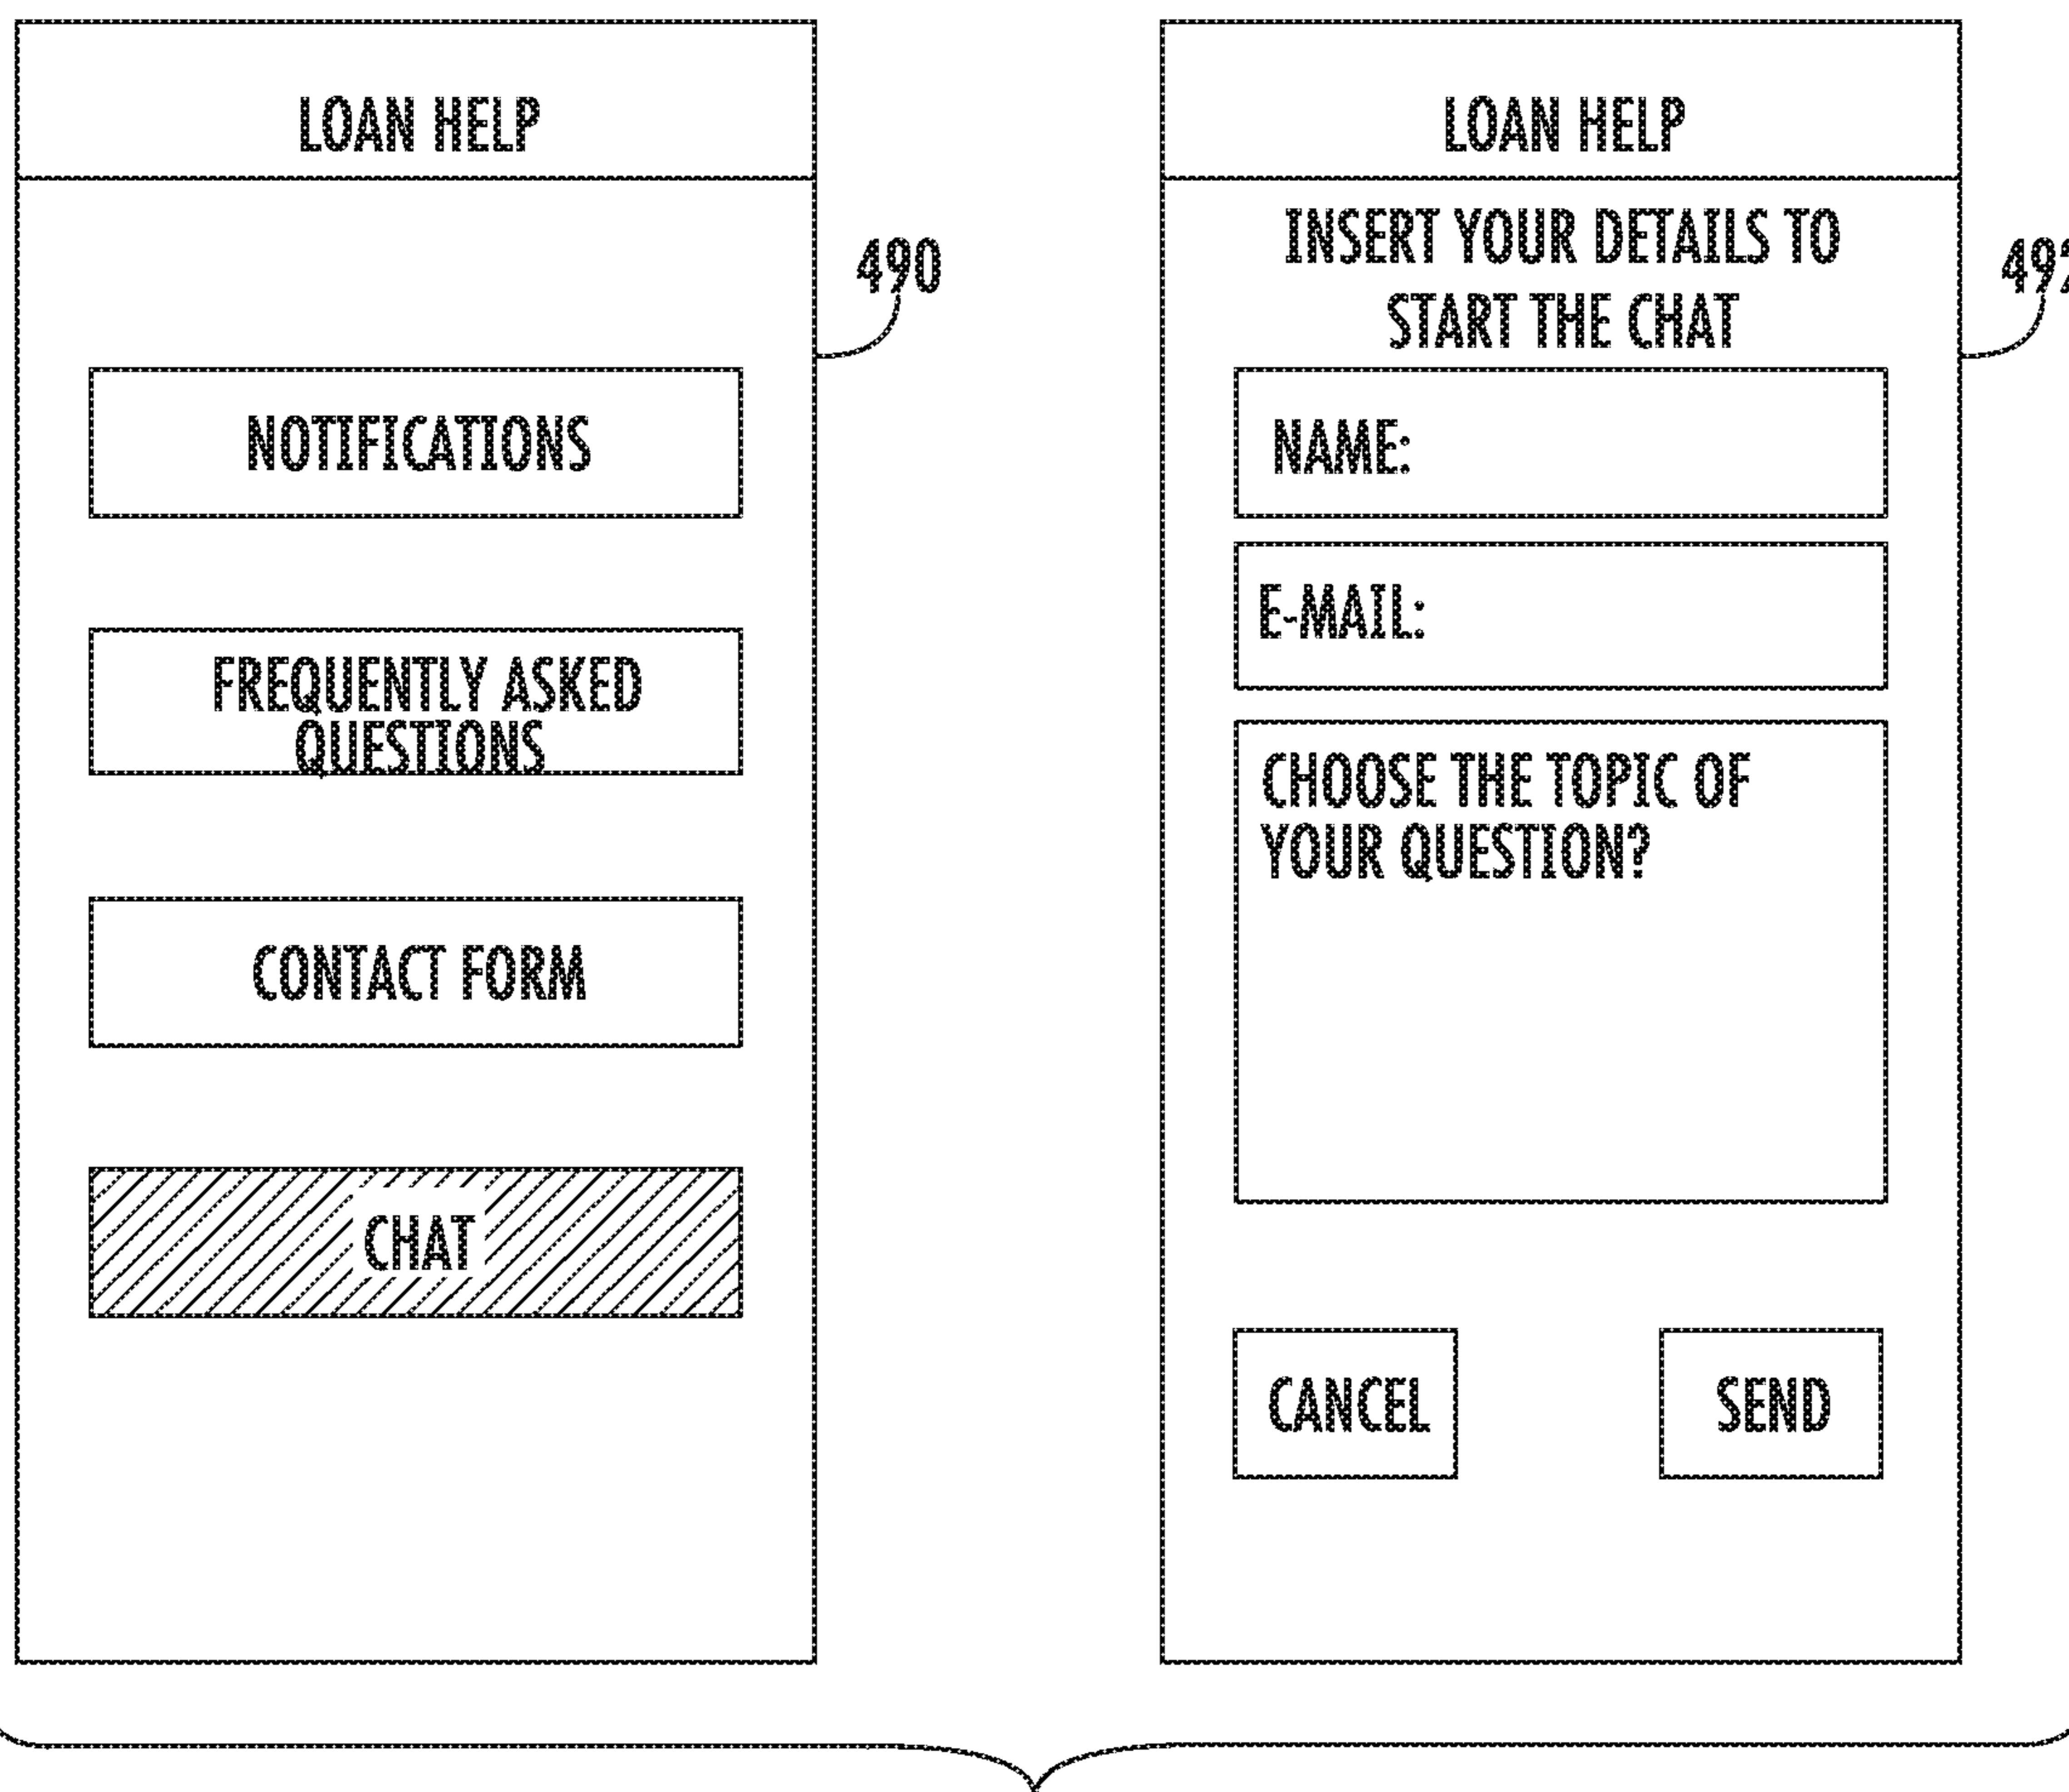 LOAN HELP
490
NOTIFICATIONS
FREQUENTLY ASKED
QUESTIONS
CONTACT FORM
CHAT
LOAN HELP
INSERT YOUR DETAILS TO
START THE CHAT
NAME:
E-MAIL:
CHOOSE THE TOPIC OF
YOUR QUESTION?
CANCEL
SEND